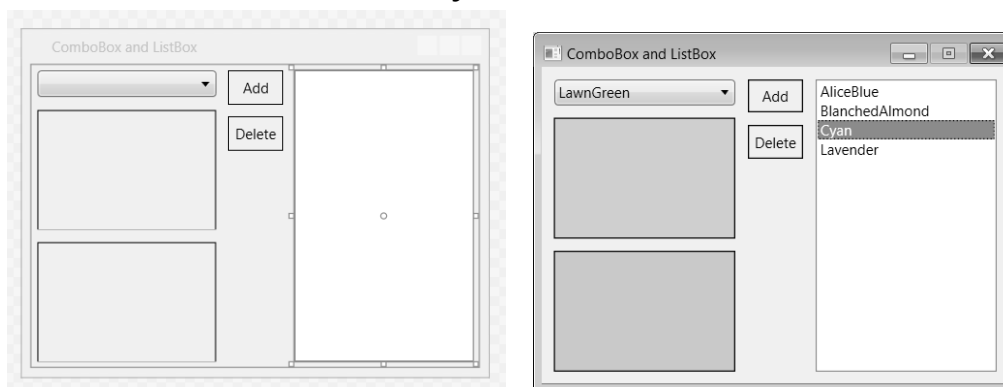 ComboBox and ListBox
Add
Delete
ComboBox and ListBox
LawnGreen
Add
Delete
AliceBlue
BlanchedAlmond
Cyan
Lavender